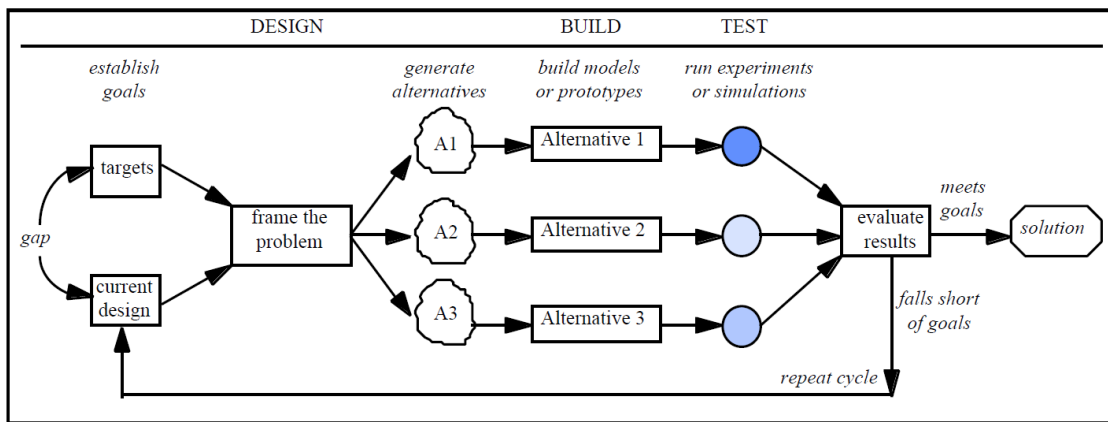 DESIGN
BUILD
TEST
establish
goals
generate
alternatives
build models
or prototypes
run experiments
or simulations
targets
gap
current
design
frame the
problem
A1
A2
A3
Alternative 1
Alternative 2
Alternative 3
evaluate
results
meets
goals
solution
falls short
of goals
repeat cycle